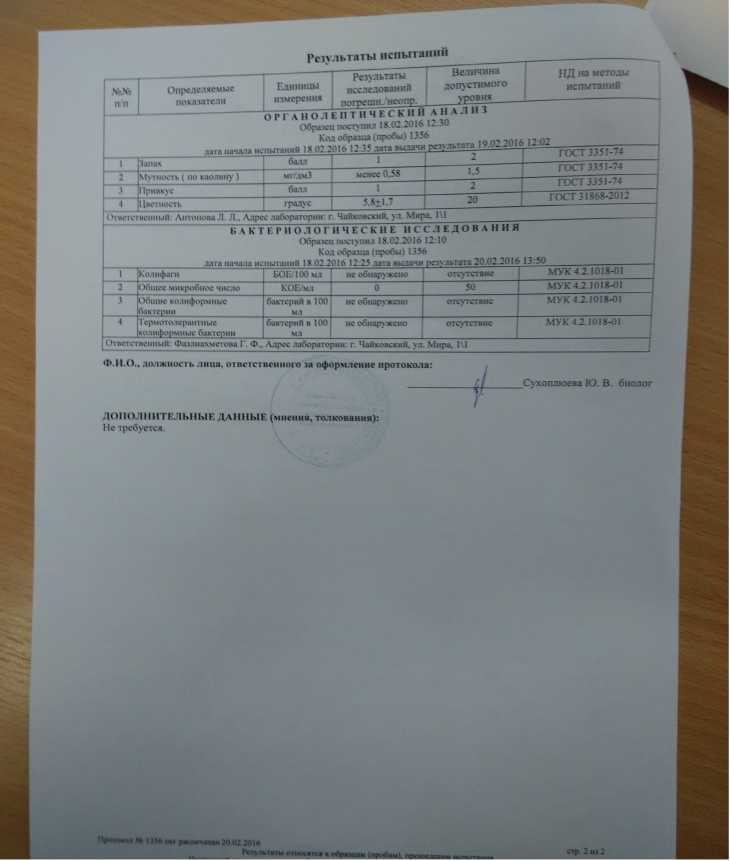 Результаты испытаний
№№ п/п Определяемые показатели Единицы измерения Результаты исследований погрешн./неопр. Величина допустимого уровня НД на методы испытаний
ОРГАНОЛЕПТИЧЕСКИЙ АНАЛИЗ
Образец поступил 18.02.2016 12:30
Код образца (пробы) 1356
дата начала испытаний 18.02.2016 12:35 дата выдачи результата 19.02.2016 12:02
1 Запах балл 1 2 ГОСТ 3351-74
2 Мутность ( по каолину ) мг/дм3 менее 0,58 1,5 ГОСТ 3351-74
3 Привкус балл 1 2 ГОСТ 3351-74
4 Цветность градус 5,8±1,7 20 ГОСТ 31868-2012
Ответственный: Антонова Л. Л., Адрес лаборатории: г. Чайковский, ул. Мира, 1\1
БАКТЕРИОЛОГИЧЕСКИЕ ИССЛЕДОВАНИЯ
Образец поступил 18.02.2016 12:10
Код образца (пробы) 1356
дата начала испытаний 18.02.2016 12:25 дата выдачи результата 20.02.2016 13:50
1 Колифаги БОЕ/100 мл не обнаружено отсутствие МУК 4.2.1018-01
2 Общее микробное число КОЕ/мл 0 50 МУК 4.2.1018-01
3 Общие колиформные бактерии бактерий в 100 мл не обнаружено отсутствие МУК 4.2.1018-01
4 Термотолерантные колиформные бактерии бактерий в 100 мл не обнаружено отсутствие МУК 4.2.1018-01
Ответственный: Фазлиахметова Г. Ф., Адрес лаборатории: г. Чайковский, ул. Мира, 1\1
Ф.И.О., должность лица, ответственного за оформление протокола:
Сухоплюева Ю. В. биолог
ДОПОЛНИТЕЛЬНЫЕ ДАННЫЕ (мнения, толкования):
Не требуется.
Протокол № 1356 распечатан 20.02.2016
стр. 2 из 2
Результаты относятся к образцам (пробам), прошедшим испытания